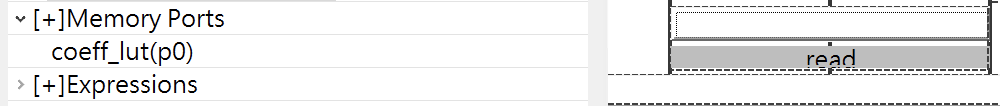 [+]Memory Ports
coeff_lut(p0)
[+]Expressions
read